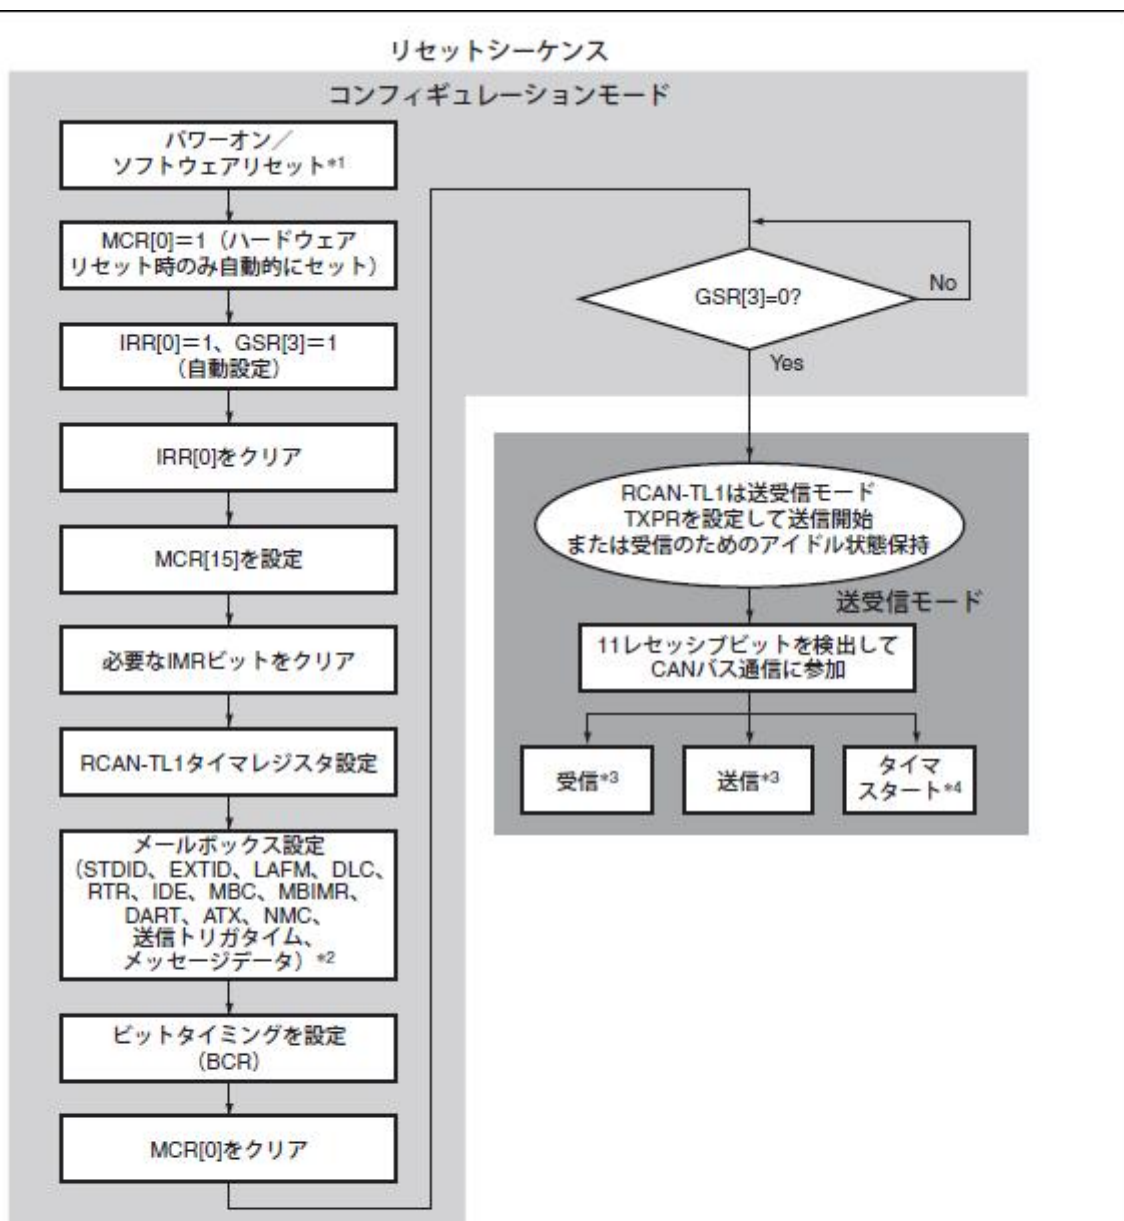 リセットシーケンス
コンフィギュレーションモード
パワーオン／
ソフトウェアリセット*1
MCR[0]＝1（ハードウェア
リセット時のみ自動的にセット）
IRR[0]＝1、GSR[3]＝1
（自動設定）
IRR[0]をクリア
MCR[15]を設定
必要なIMRビットをクリア
RCAN-TL1タイマレジスタ設定
メールボックス設定
（STDID、EXTID、LAFM、DLC、
RTR、IDE、MBC、MBIMR、
DART、ATX、NMC、
送信トリガタイム、
メッセージデータ）*2
ビットタイミングを設定
（BCR）
MCR[0]をクリア
GSR[3]=0?
No
Yes
RCAN-TL1は送受信モード
TXPRを設定して送信開始
または受信のためのアイドル状態保持
送受信モード
11レセッシブビットを検出して
CANバス通信に参加
受信*3
送信*3
タイマ
スタート*4